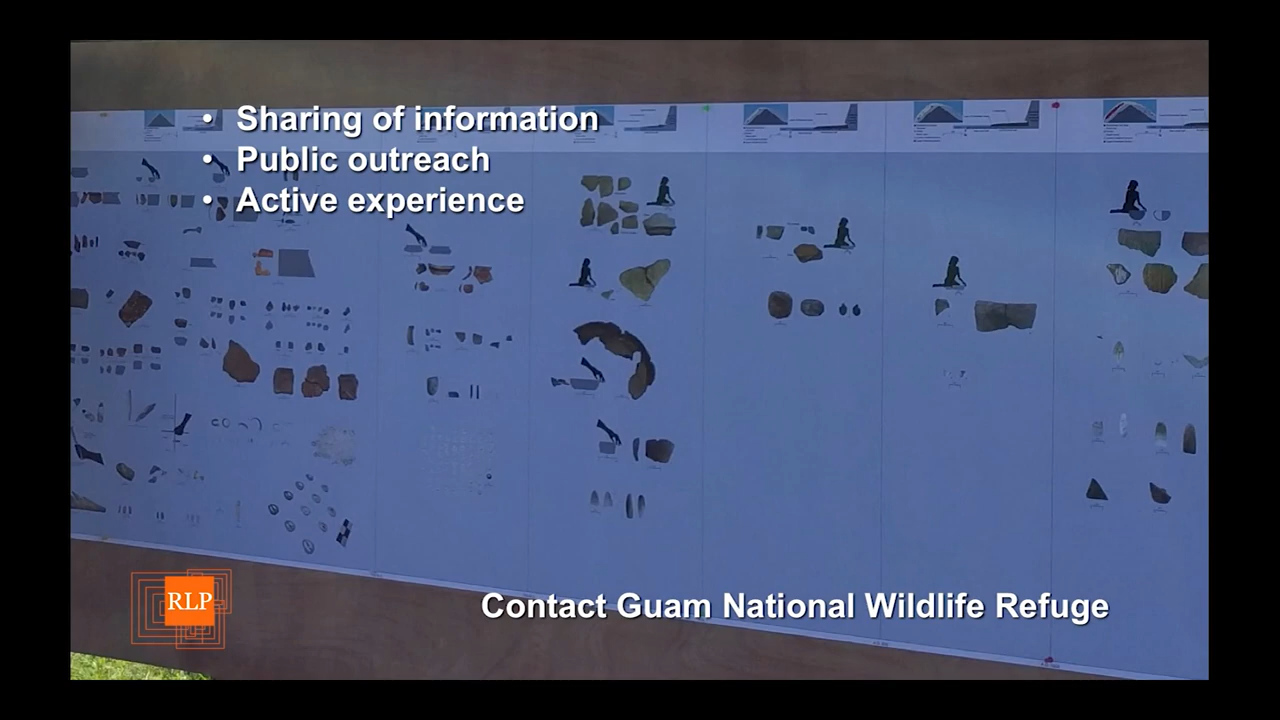 • Sharing of information
• Public outreach
• Active experience
RLP
Contact Guam National Wildlife Refuge